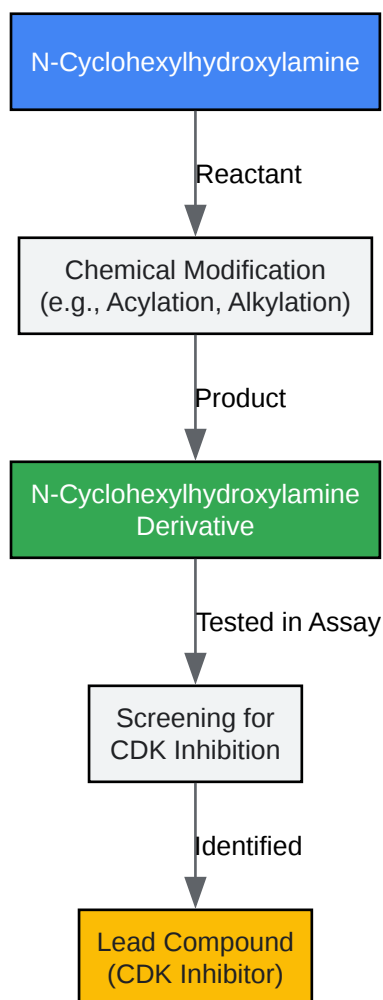 N-Cyclohexylhydroxylamine
Reactant
Chemical Modification
(e.g., Acylation, Alkylation)
Product
N-Cyclohexylhydroxylamine
Derivative
Tested in Assay
Screening for
CDK Inhibition
Identified
Lead Compound
(CDK Inhibitor)